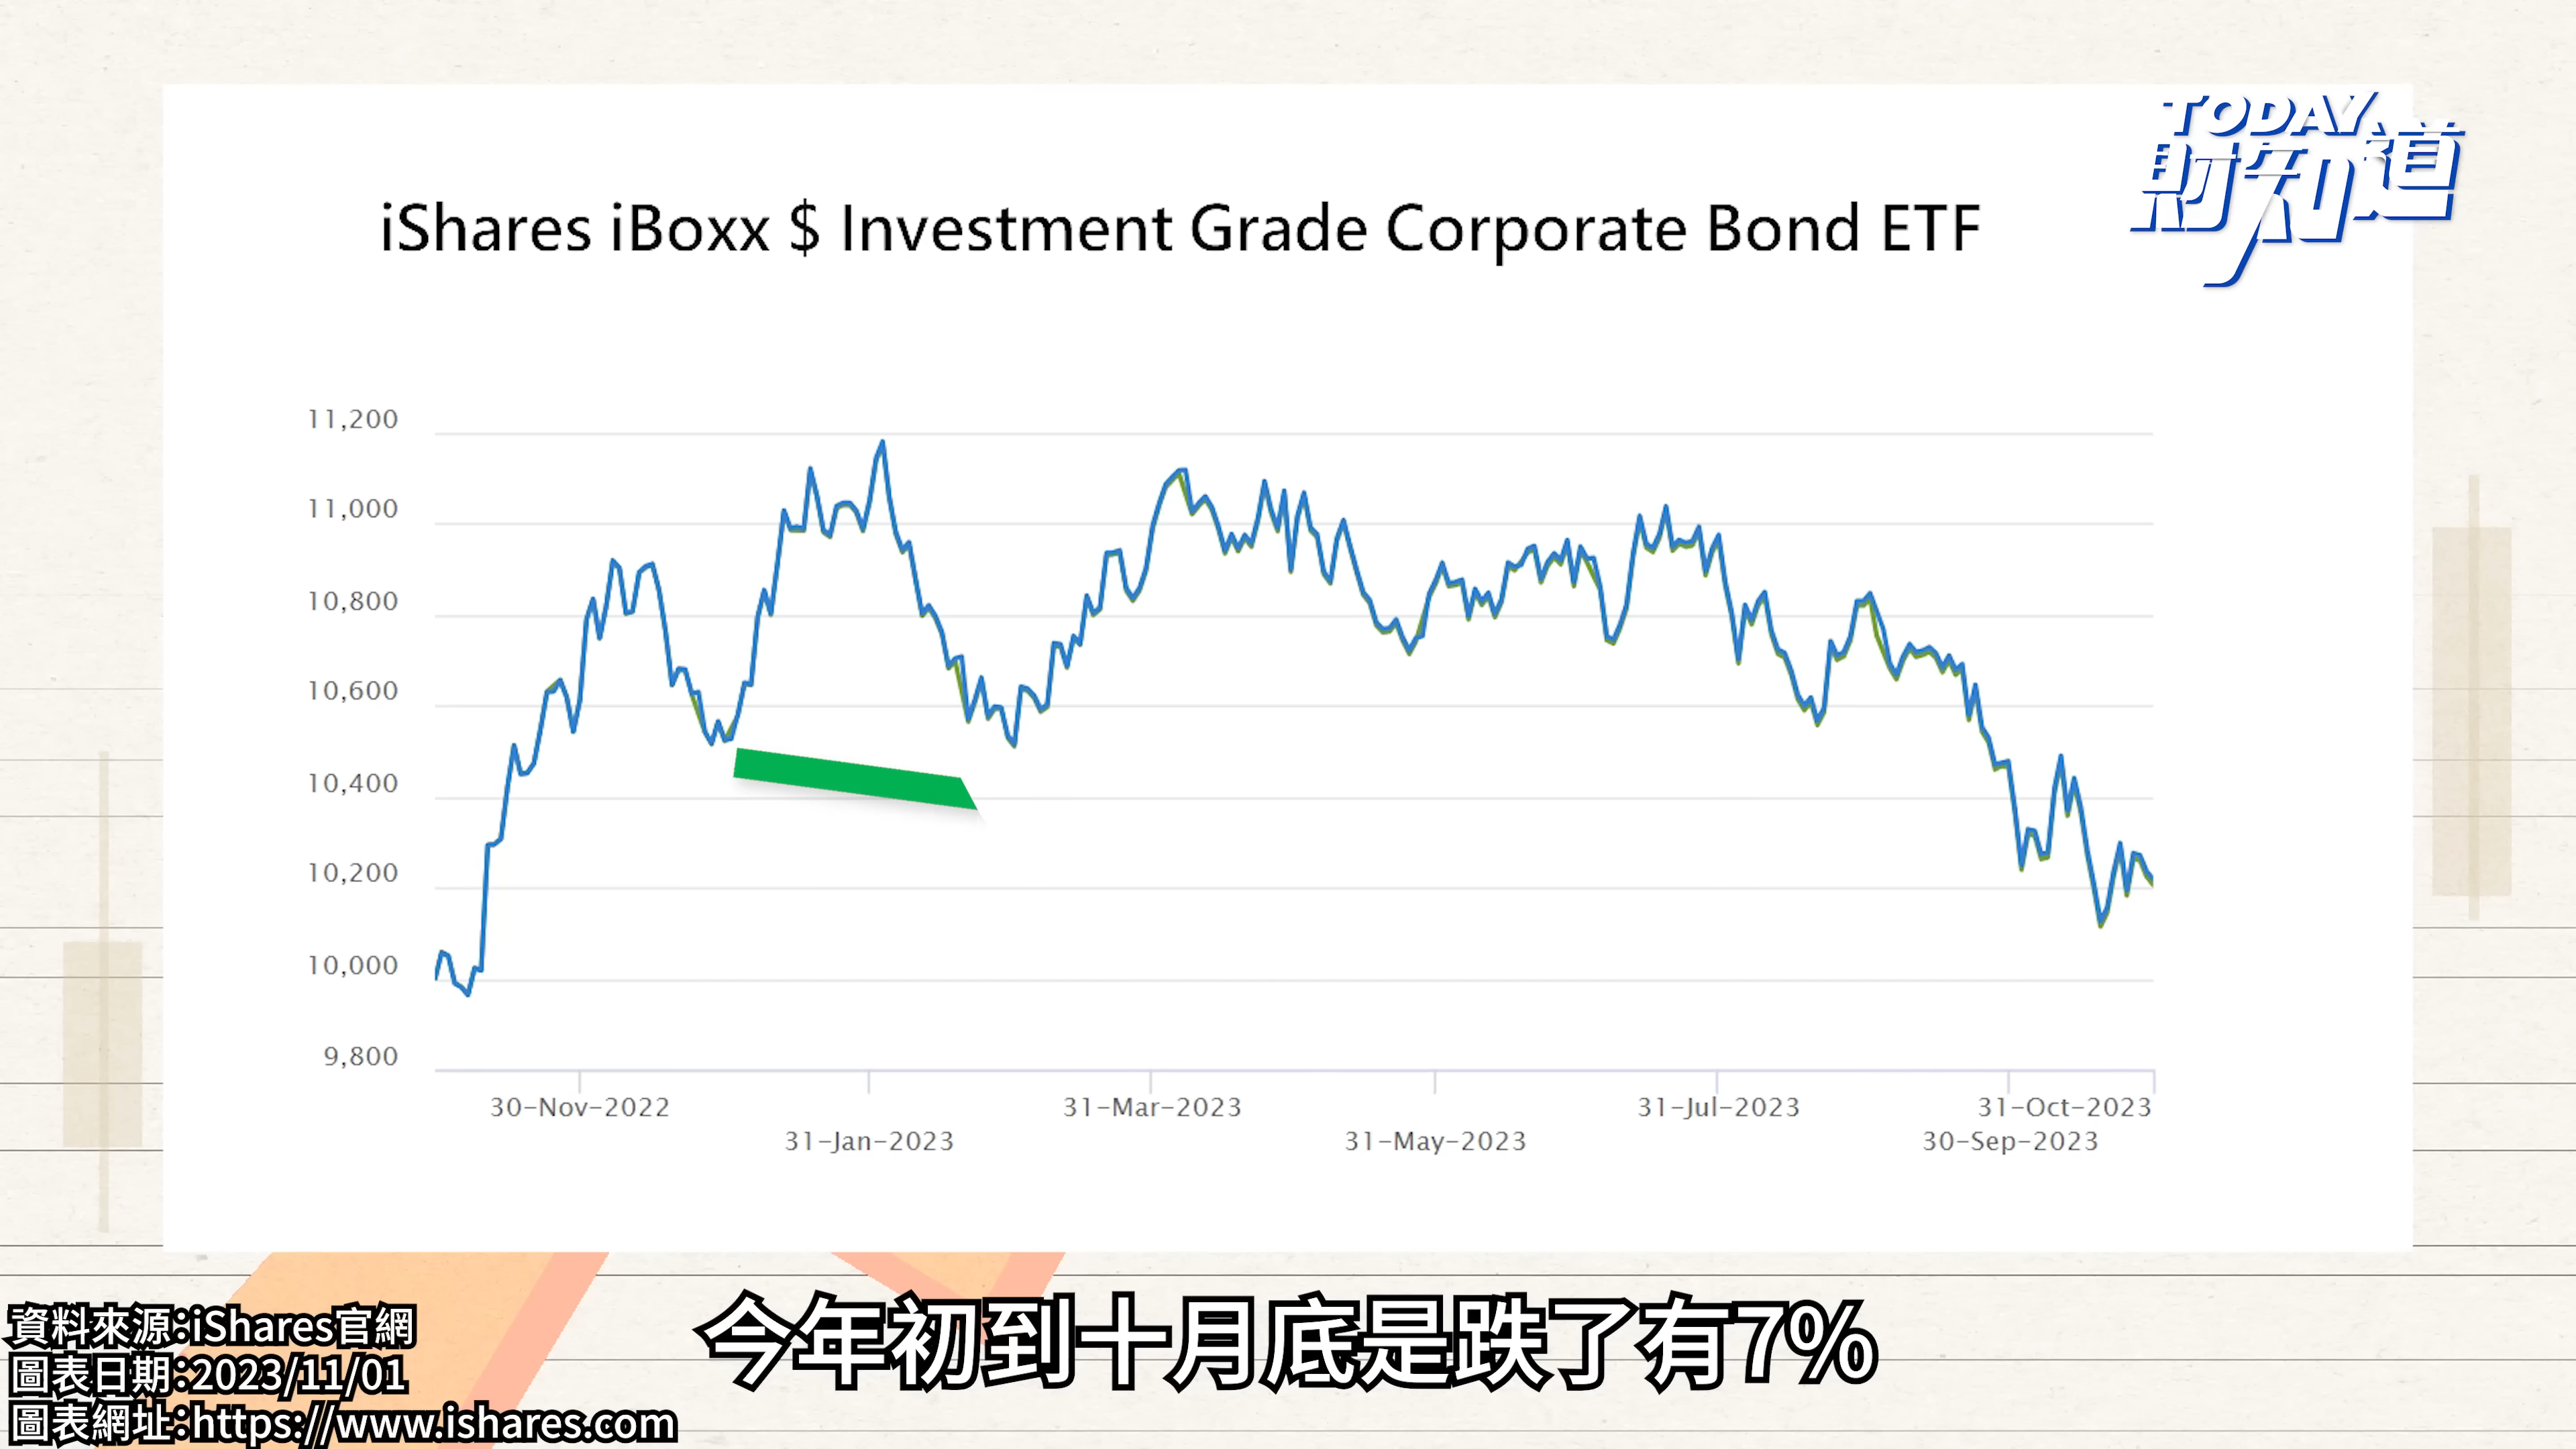 TODAY
財知道
iShares iBoxx $ Investment Grade Corporate Bond ETF
11,200
11,000
10,800
10,600
10,400
10,200
10,000
9,800
30-Nov-2022
31-Jan-2023
31-Mar-2023
31-May-2023
31-Jul-2023
30-Sep-2023
31-Oct-2023
今年初到十月底是跌了有7%
資料來源:iShares官網
圖表日期:2023/11/01
圖表網址:https://www.ishares.com